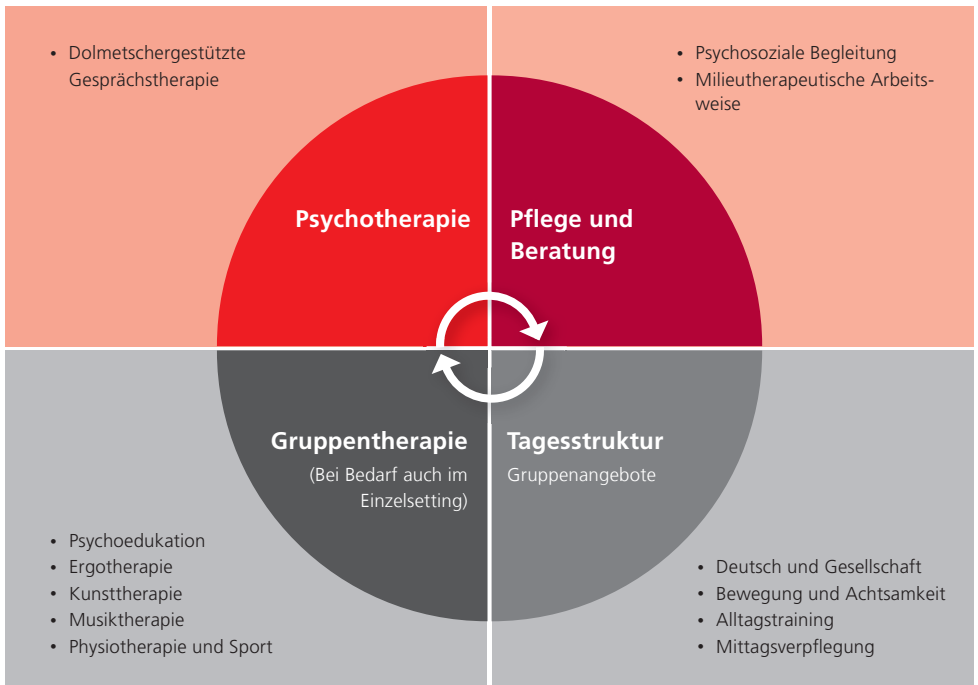 • Dolmetschergestützte
Gesprächstherapie
• Psychosoziale Begleitung
• Milieutherapeutische Arbeits-
weise
Psychotherapie
Pflege und
Beratung
Gruppentherapie
(Bei Bedarf auch im
Einzelsetting)
Tagesstruktur
Gruppenangebote
• Psychoedukation
• Ergotherapie
• Kunsttherapie
• Musiktherapie
• Physiotherapie und Sport
• Deutsch und Gesellschaft
• Bewegung und Achtsamkeit
• Alltagstraining
• Mittagsverpflegung